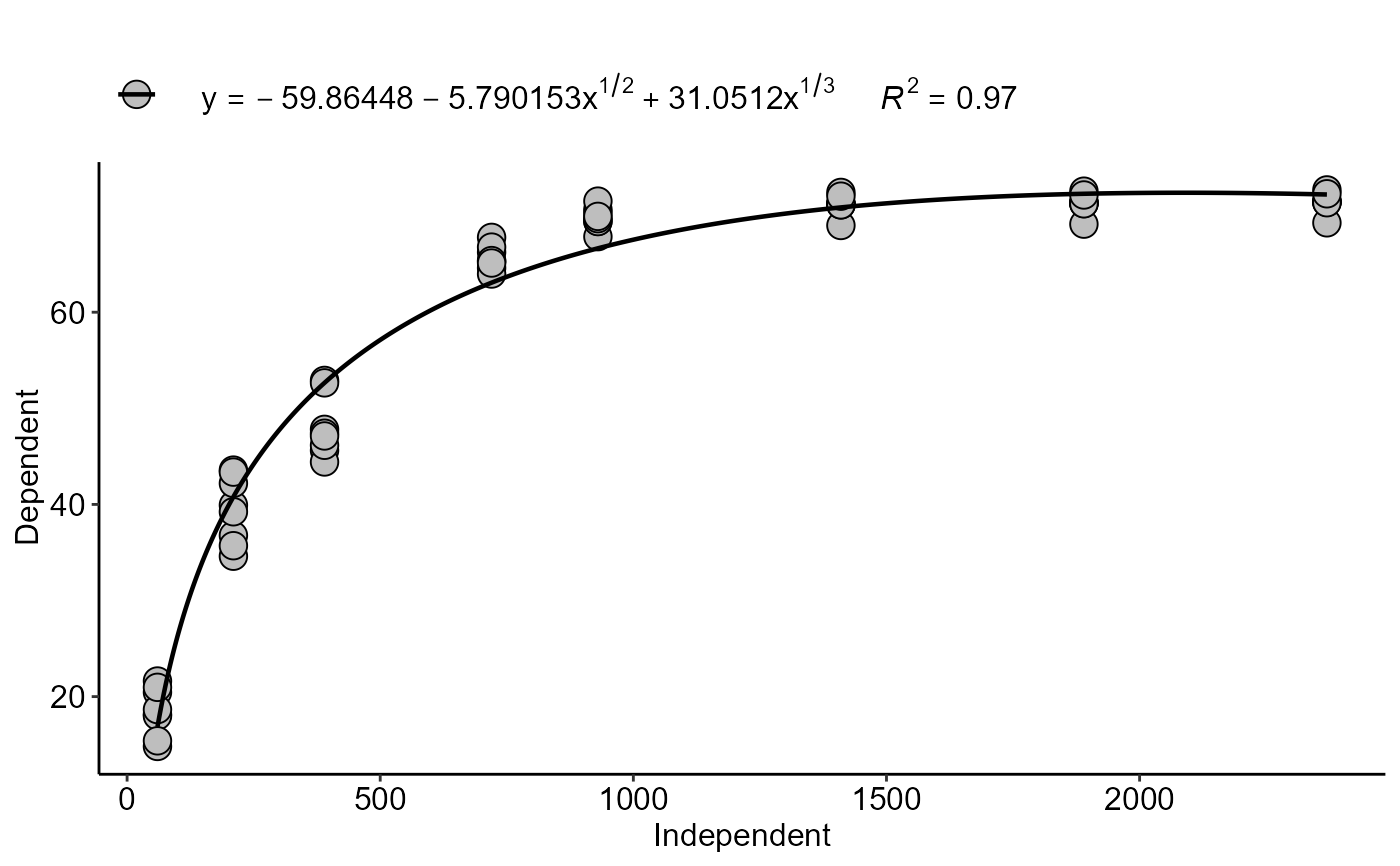 y = − 59.86448 − 5.790153x^{1/2} + 31.0512x^{1/3} R^2 = 0.97
60
40
20
Dependent
0 500 1000 1500 2000
Independent